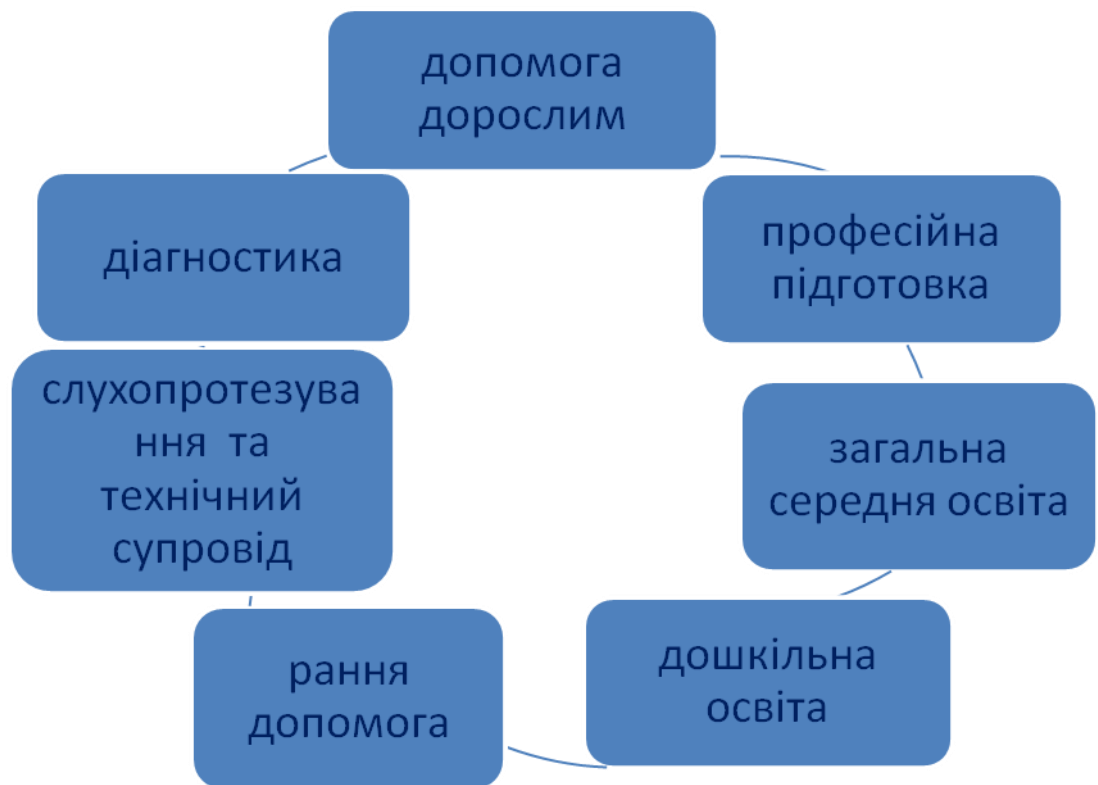 допомога
дорослим
професійна
підготовка
загальна
середня освіта
дошкільна
освіта
рання
допомога
слухопротезува
ння та
технічний
супровід
діагностика